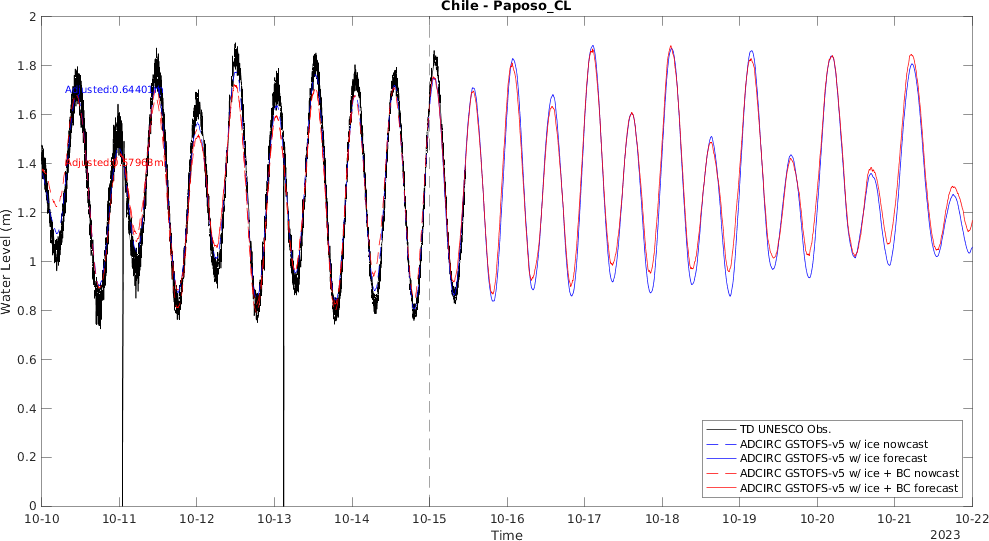 Chile - Paposo_CL
Water Level (m)
2
1.8
1.6
1.4
1.2
1
0.8
0.6
0.4
0.2
0
Adjusted:0.64401m
TD UNESCO Obs.
ADCIRC GSTOFS-v5 w/ ice nowcast
ADCIRC GSTOFS-v5 w/ ice forecast
ADCIRC GSTOFS-v5 w/ ice + BC nowcast
ADCIRC GSTOFS-v5 w/ ice + BC forecast
10-10 10-11 10-12 10-13 10-14 10-15 10-16 10-17 10-18 10-19 10-20 10-21 10-22
Time
2023